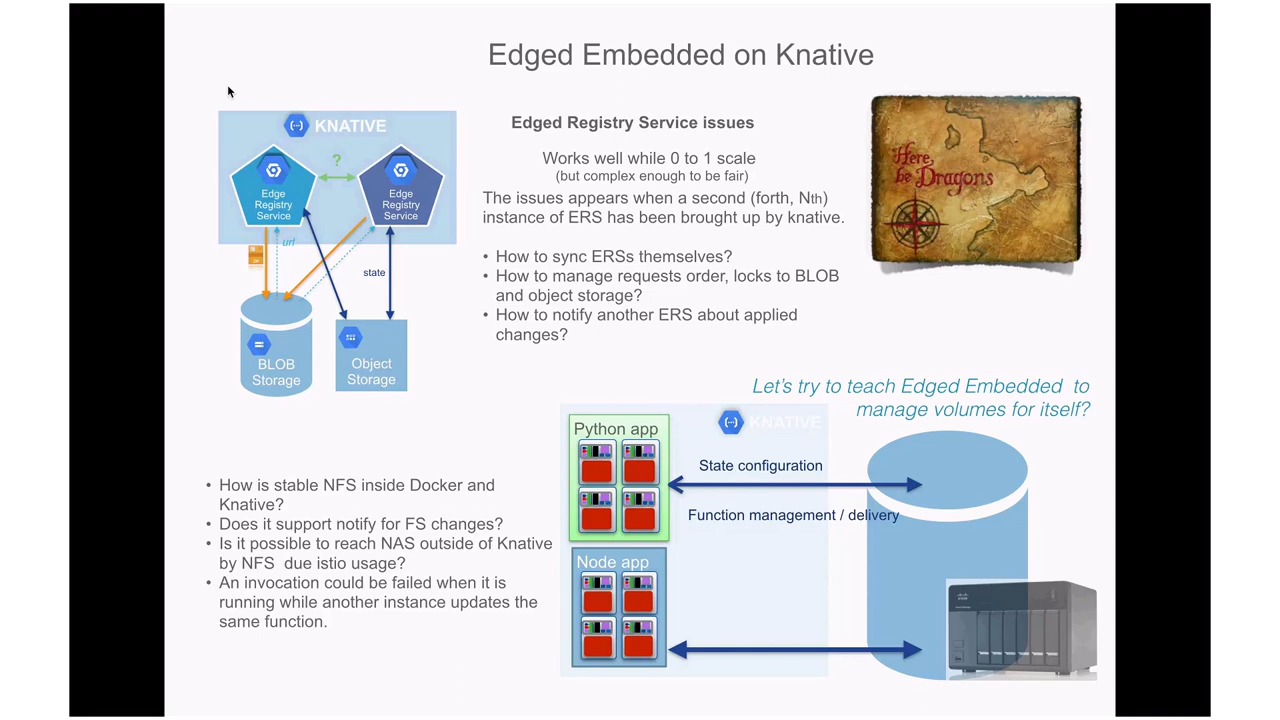 Edged Embedded on Knative
KNATIVE
?
Edge
Registry
Service
Edge
Registry
Service
url
state
BLOB
Storage
Object
Storage
Edged Registry Service issues
Works well while 0 to 1 scale
(but complex enough to be fair)
The issues appears when a second (forth, Nth)
instance of ERS has been brought up by knative.
• How to sync ERSs themselves?
• How to manage requests order, locks to BLOB
and object storage?
• How to notify another ERS about applied
changes?
Here
be Dragons
Let's try to teach Edged Embedded to
manage volumes for itself?
• How is stable NFS inside Docker and
Knative?
• Does it support notify for FS changes?
• Is it possible to reach NAS outside of Knative
by NFS due istio usage?
• An invocation could be failed when it is
running while another instance updates the
same function.
Python app
KNATIVE
State configuration
Function management / delivery
Node app